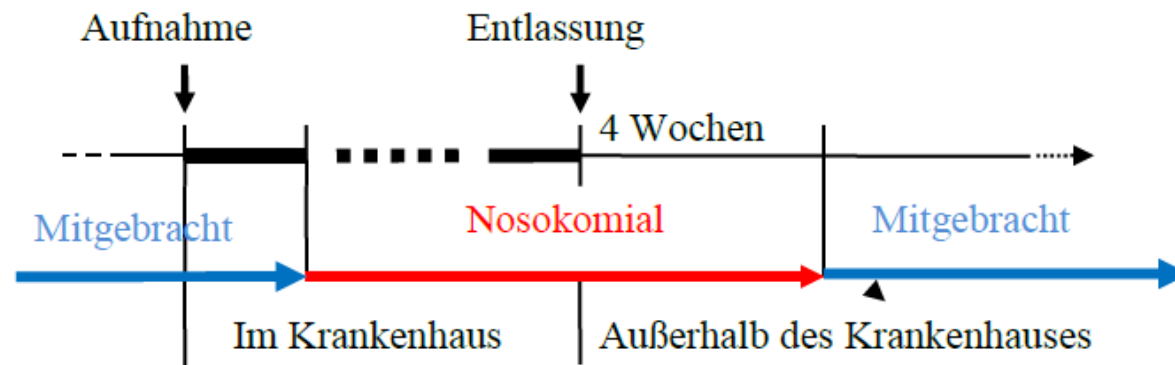 Aufnahme
Entlassung
4 Wochen
Mitgebracht
Nosokomial
Mitgebracht
Im Krankenhaus
Außerhalb des Krankenhauses